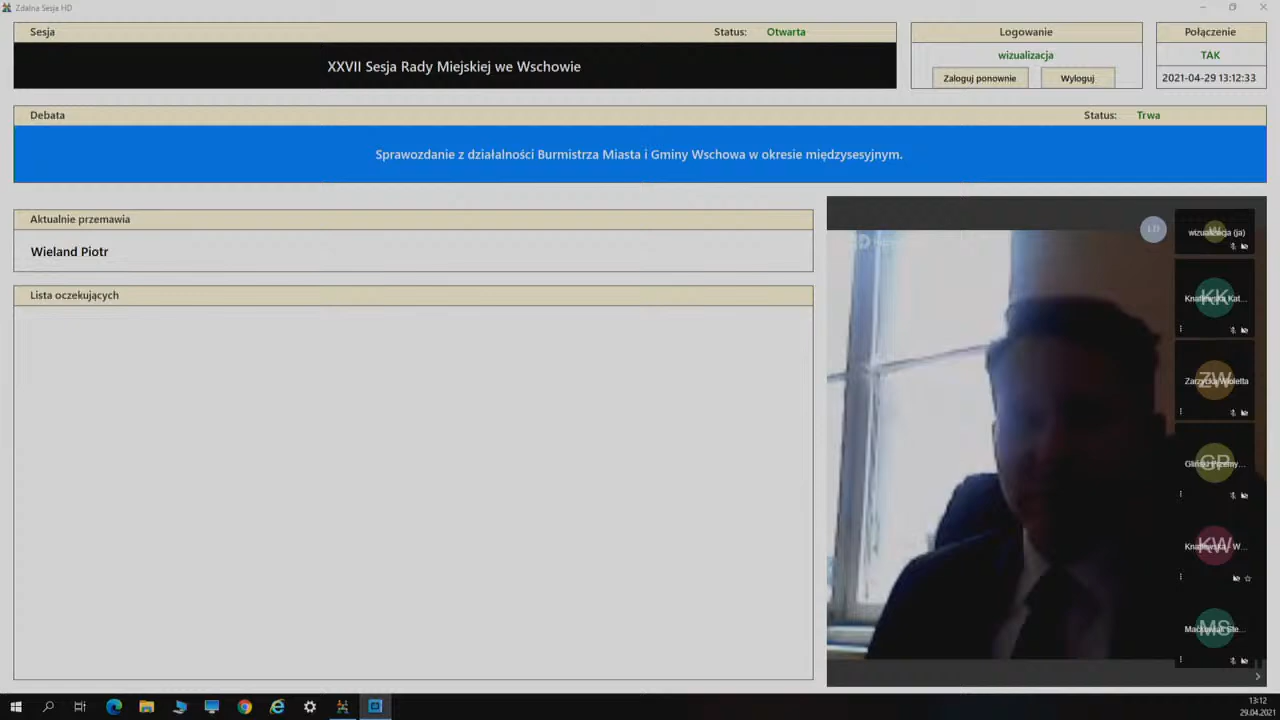 Zdalna Sesja HD
Sesja
Status:
Otwarta
XXVII Sesja Rady Miejskiej we Wschowie
Logowanie
wizualizacja
Zaloguj ponownie
Wyloguj
Połączenie
TAK
2021-04-29 13:12:33
Debata
Status:
Trwa
Sprawozdanie z działalności Burmistrza Miasta i Gminy Wschowa w okresie międzysesyjnym.
Aktualnie przemawia
Wieland Piotr
Lista oczekujących
LD
wizualizacja (ja)
KK
ZW
Zarzycka Wioletta
GP
KW
MS
13:12
29.04.2021